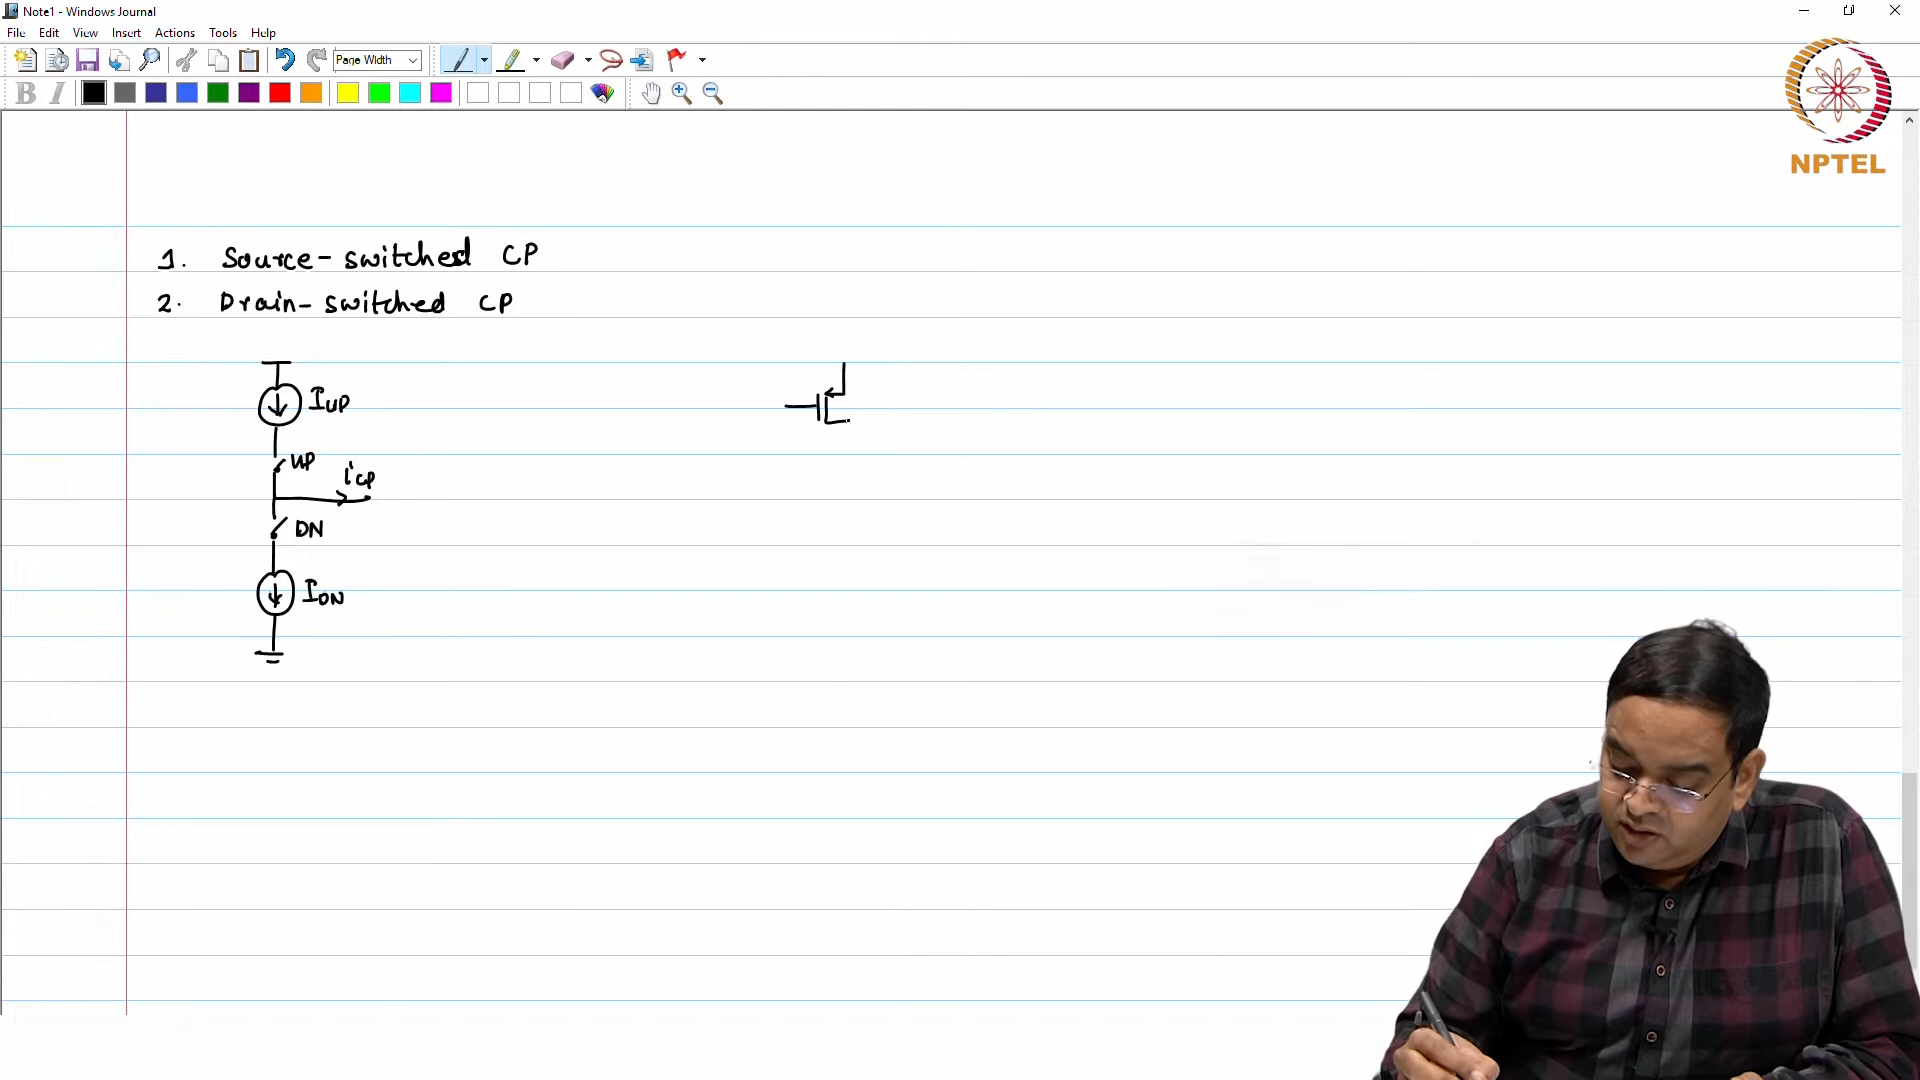 Note1 - Windows Journal
File Edit View Insert Actions Tools Help
Page Width
B I
NPTEL
1. Source-switched CP
2. Drain-switched CP
IUP
UP
iCP
DN
IDN